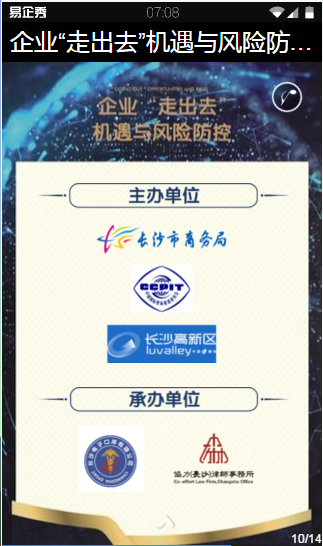 易企秀
07:08
企业“走出去”机遇与风险防…
企业 “走出去”
机遇与风险防控
主办单位
长沙市商务局
CCPIT
长沙高新区
luvalley
承办单位
协力(長沙)律師事務所
Co-effort Law Firm, Changsha Office
10/14